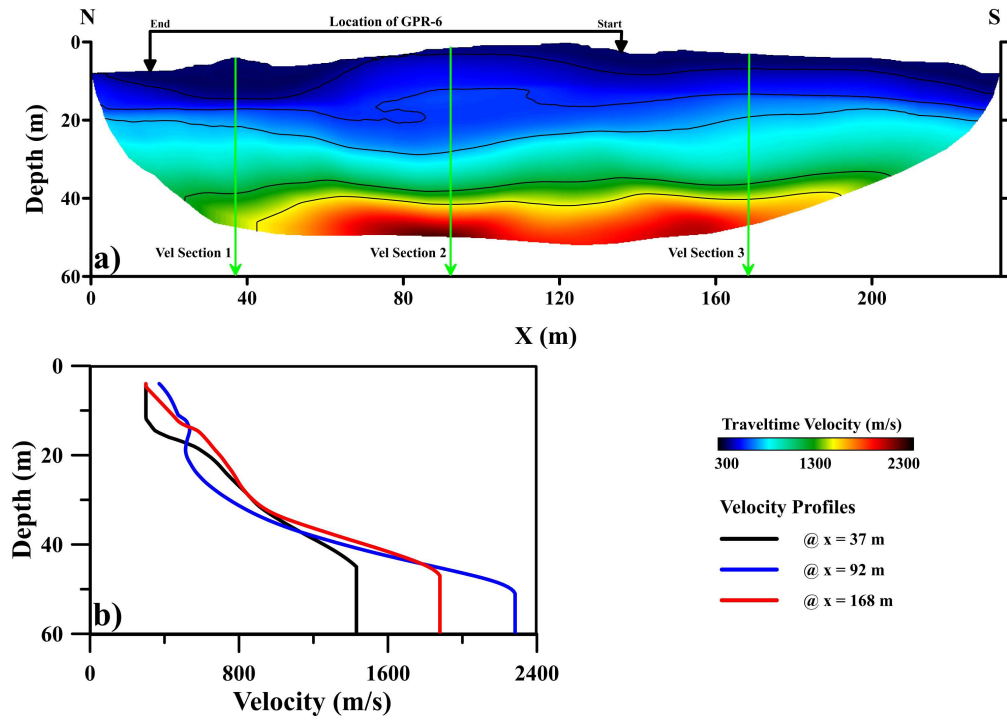 N S
End Location of GPR-6 Start
0
20
40
60
Depth (m)
Vel Section 1 Vel Section 2 Vel Section 3
a)
0 40 80 120 160 200
X (m)
0
20
40
60
Depth (m)
b)
0 800 1600 2400
Velocity (m/s)
Traveltime Velocity (m/s)
300 1300 2300
Velocity Profiles
@ x = 37 m
@ x = 92 m
@ x = 168 m